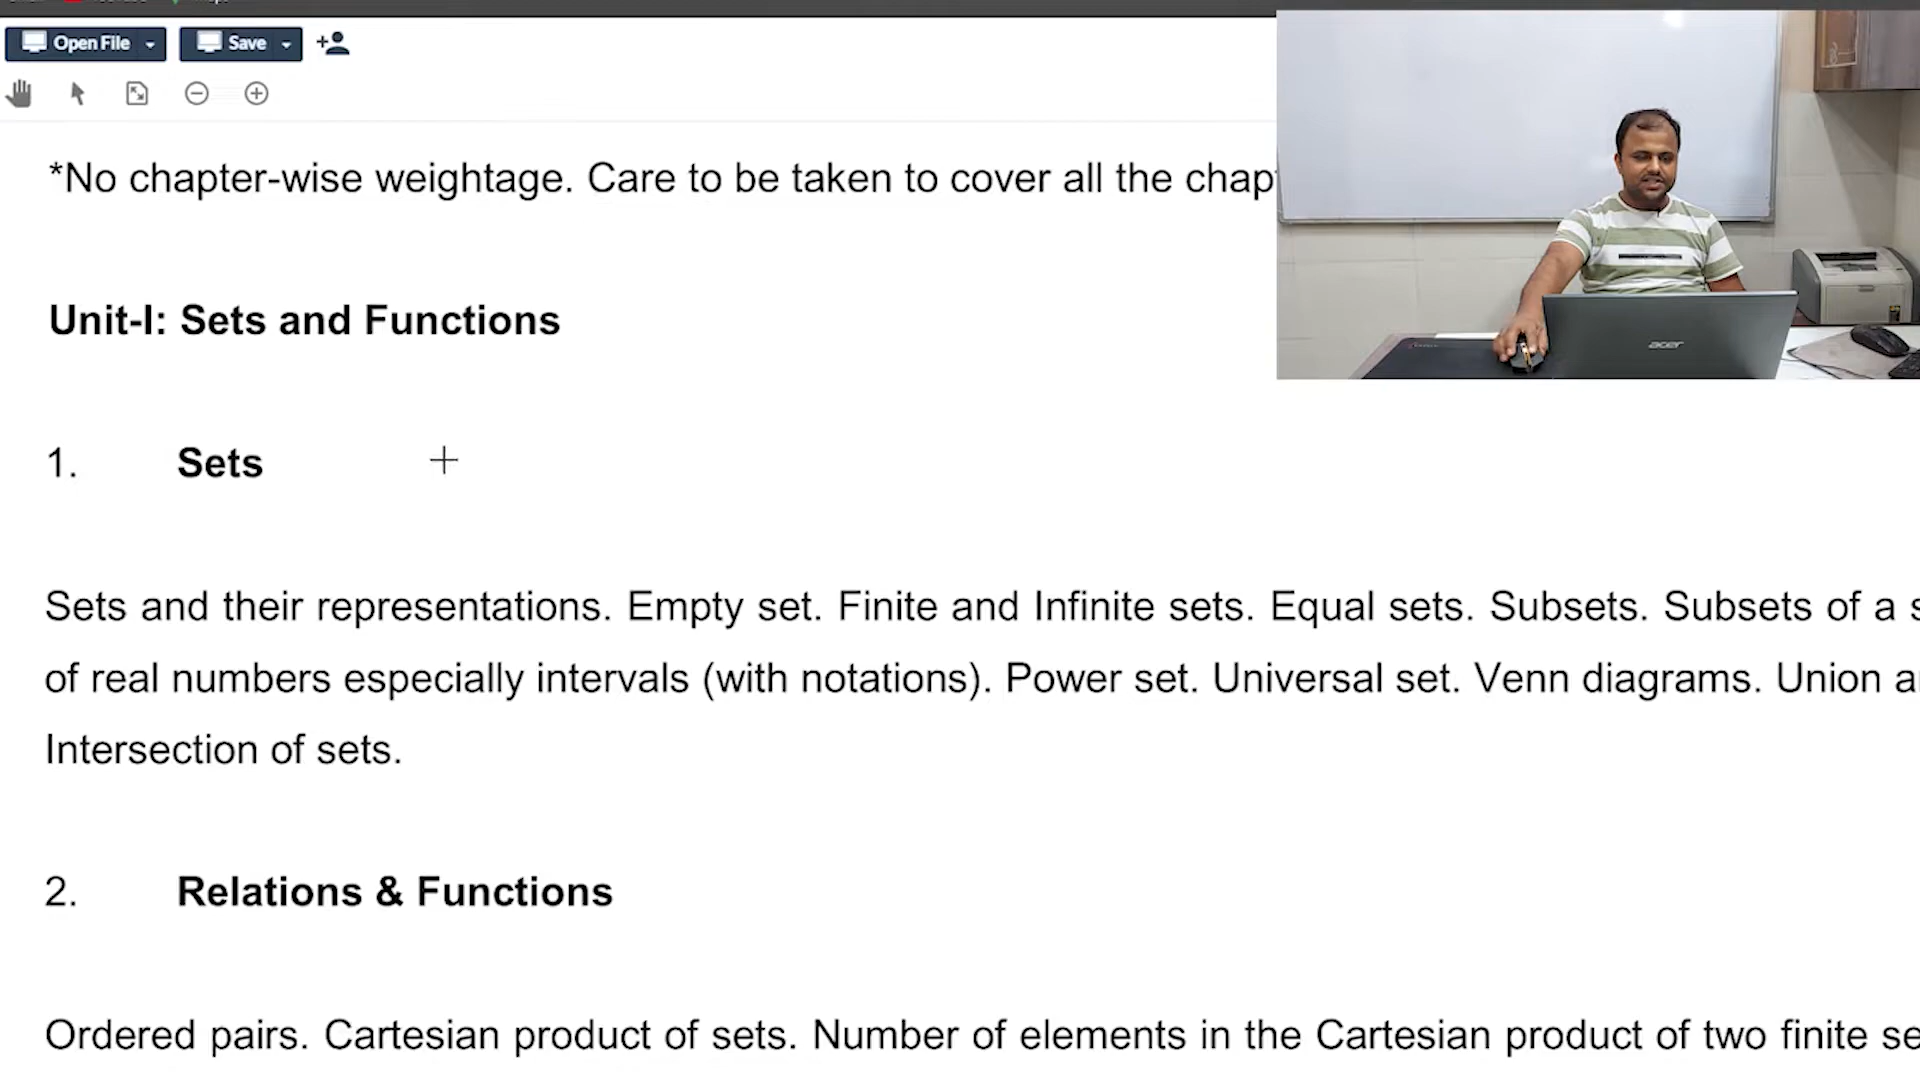 Open File
Save
*No chapter-wise weightage. Care to be taken to cover all the
Unit-I: Sets and Functions
1. Sets
Sets and their representations. Empty set. Finite and Infinite sets. Equal sets. Subsets. Subsets of a
of real numbers especially intervals (with notations). Power set. Universal set. Venn diagrams. Union
Intersection of sets.
2. Relations & Functions
Ordered pairs. Cartesian product of sets. Number of elements in the Cartesian product of two finite
acer